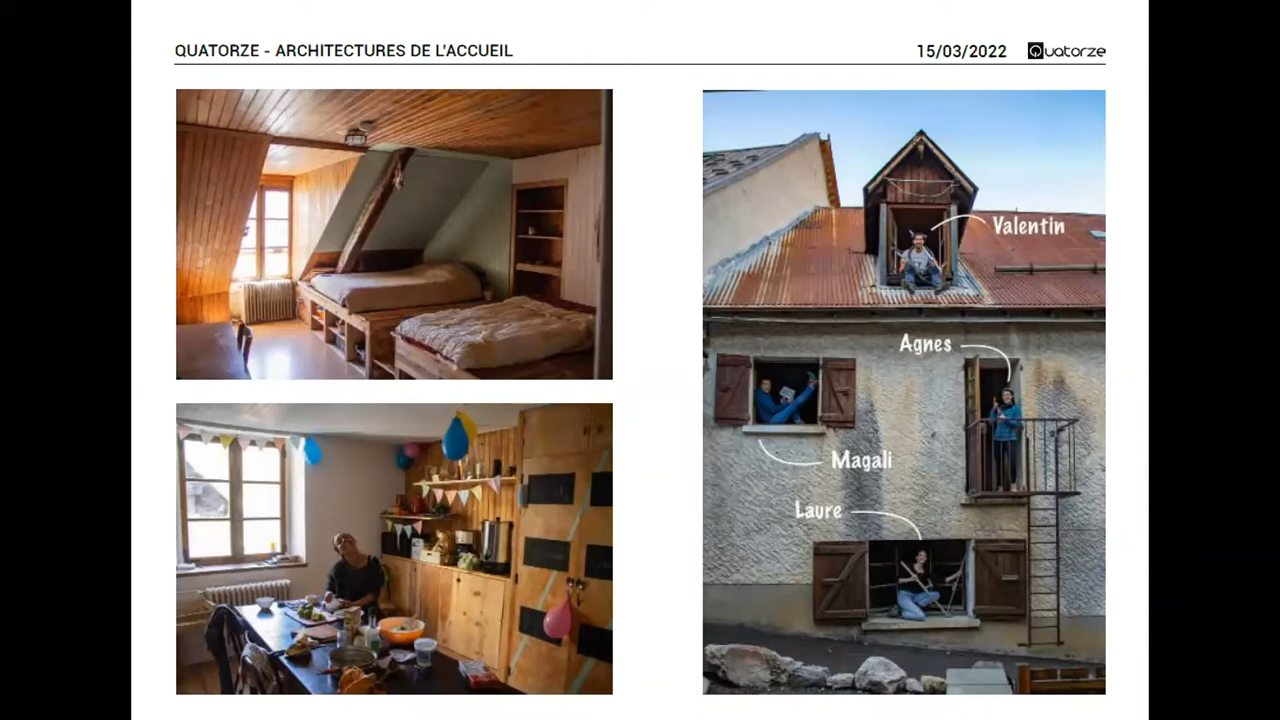 QUATORZE - ARCHITECTURES DE L'ACCUEIL
15/03/2022
Quatorze
Valentin
Agnes
Magali
Laure